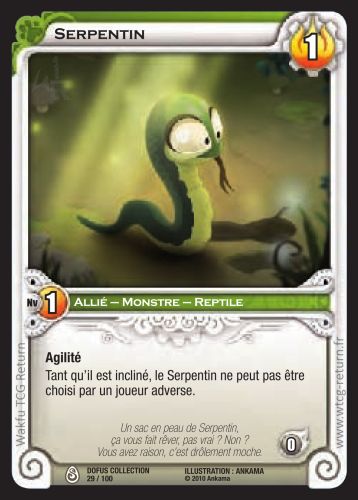 SERPENTIN
1
Nv 1 ALLIÉ – MONSTRE – REPTILE
Agilité
Tant qu'il est incliné, le Serpentin ne peut pas être
choisi par un joueur adverse.
Un sac en peau de Serpentin,
ça vous fait rêver, pas vrai ? Non ?
Vous avez raison, c'est drôlement moche.
0
DOFUS COLLECTION
29 / 100
ILLUSTRATION : ANKAMA
© 2010 Ankama
Wakfu TCG Return
www.wtcg-return.fr